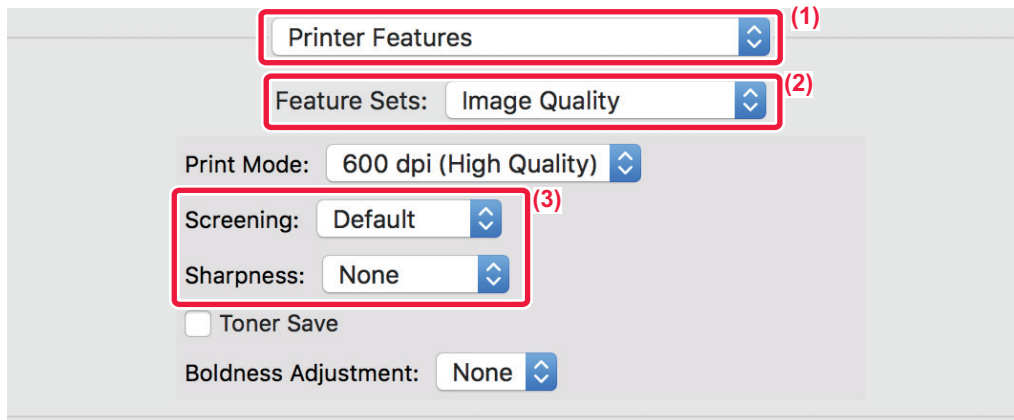 Printer Features (1)
Feature Sets: Image Quality (2)
Print Mode: 600 dpi (High Quality)
(3)
Screening: Default
Sharpness: None
Toner Save
Boldness Adjustment: None